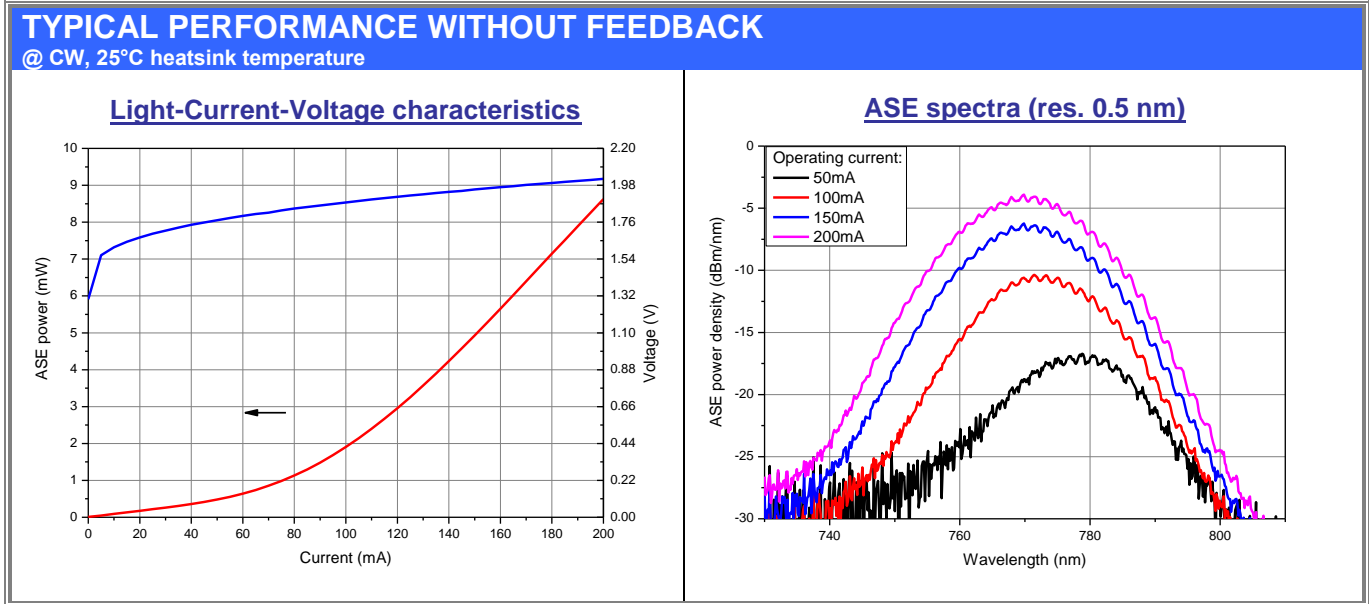 TYPICAL PERFORMANCE WITHOUT FEEDBACK
@ CW, 25°C heatsink temperature
Light-Current-Voltage characteristics
10
9
8
7
6
5
4
3
2
1
0
ASE power (mW)
2.20
1.98
1.76
1.54
1.32
1.10
0.88
0.66
0.44
0.22
0.00
Voltage (V)
0 20 40 60 80 100 120 140 160 180 200
Current (mA)
ASE spectra (res. 0.5 nm)
0
-5
-10
-15
-20
-25
-30
ASE power density (dBm/nm)
Operating current:
50mA
100mA
150mA
200mA
740 760 780 800
Wavelength (nm)